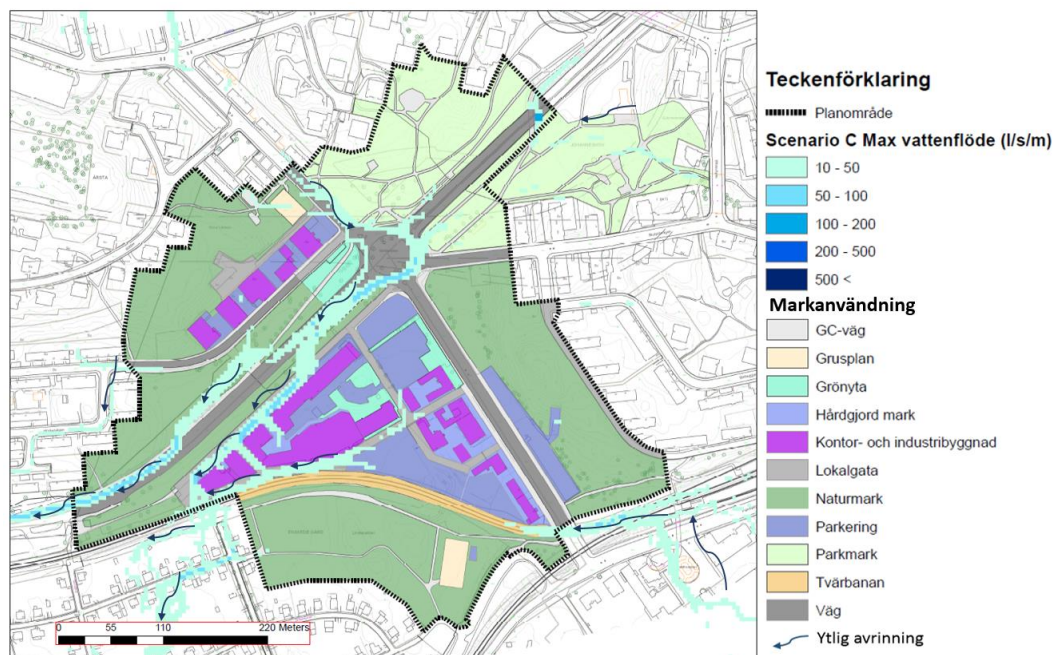 Teckenförklaring
Planområde
Scenario C Max vattenflöde (l/s/m)
10 - 50
50 - 100
100 - 200
200 - 500
500 <
Markanvändning
GC-väg
Grusplan
Grönyta
Hårdgjord mark
Kontor- och industribyggnad
Lokalgata
Naturmark
Parkering
Parkmark
Tvärbanan
Väg
Ytlig avrinning
ÅRSTA
0 55 110 220 Meters